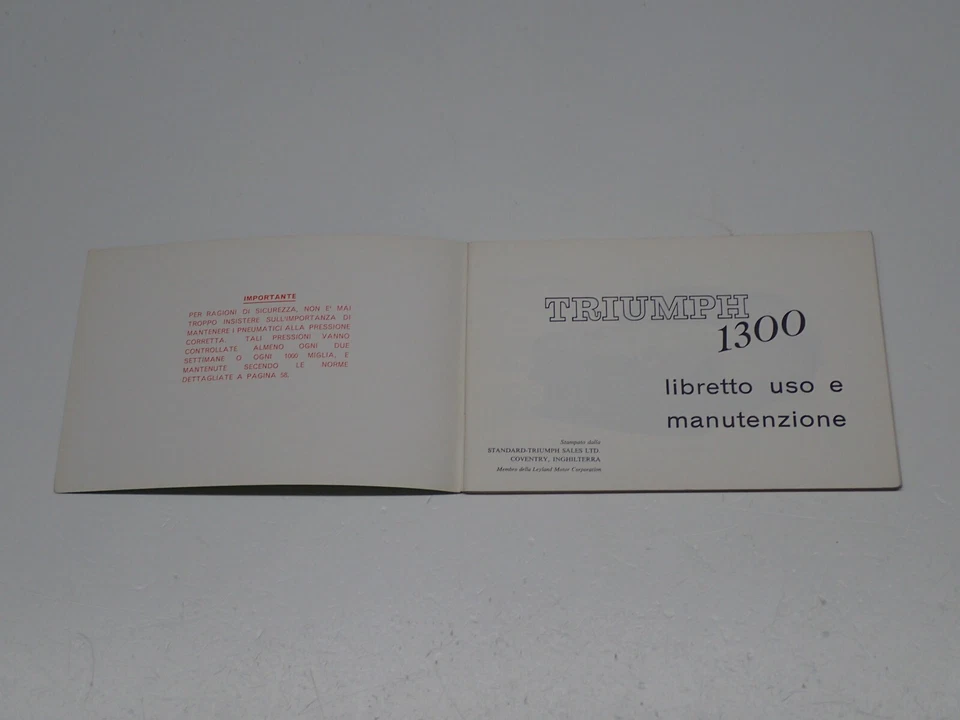 IMPORTANTE
PER RAGIONI DI SICUREZZA, NON E' MAI
TROPPO INSISTERE SULL'IMPORTANZA DI
MANTENERE I PNEUMATICI ALLA PRESSIONE
CORRETTA. TALI PRESSIONI VANNO
CONTROLLATE ALMENO OGNI DUE
SETTIMANE O OGNI 1000 MIGLIA, E
MANTENUTE SECENDO LE NORME
DETTAGLIATE A PAGINA 58.
TRIUMPH
1300
libretto uso e
manutenzione
Stampato dalla
STANDARD-TRIUMPH SALES LTD.
COVENTRY, INGHILTERRA
Membro della Leyland Motor Corporation